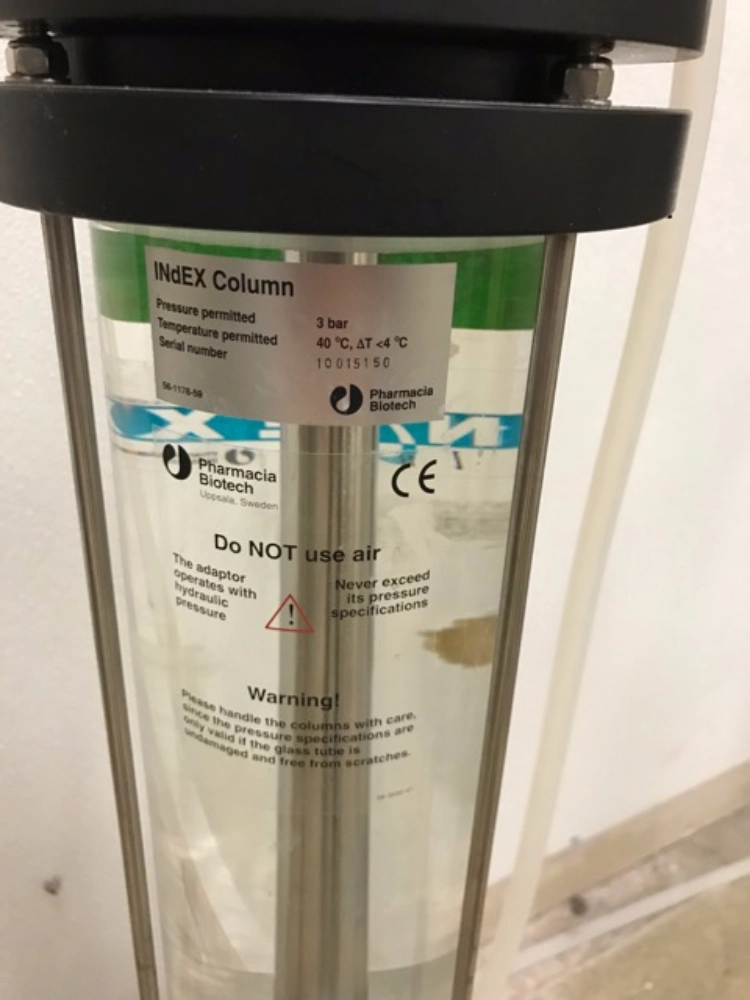 INdEX Column
Pressure permitted 3 bar
Temperature permitted 40 °C, ΔT <4 °C
Serial number 10015150
56-1176-59
Pharmacia
Biotech
Pharmacia
Biotech
Uppsala, Sweden
CE
Do NOT use air
The adaptor
operates with
hydraulic
pressure
!
Never exceed
its pressure
specifications
Warning!
Please handle the columns with care,
since the pressure specifications are
only valid if the glass tube is
undamaged and free from scratches.